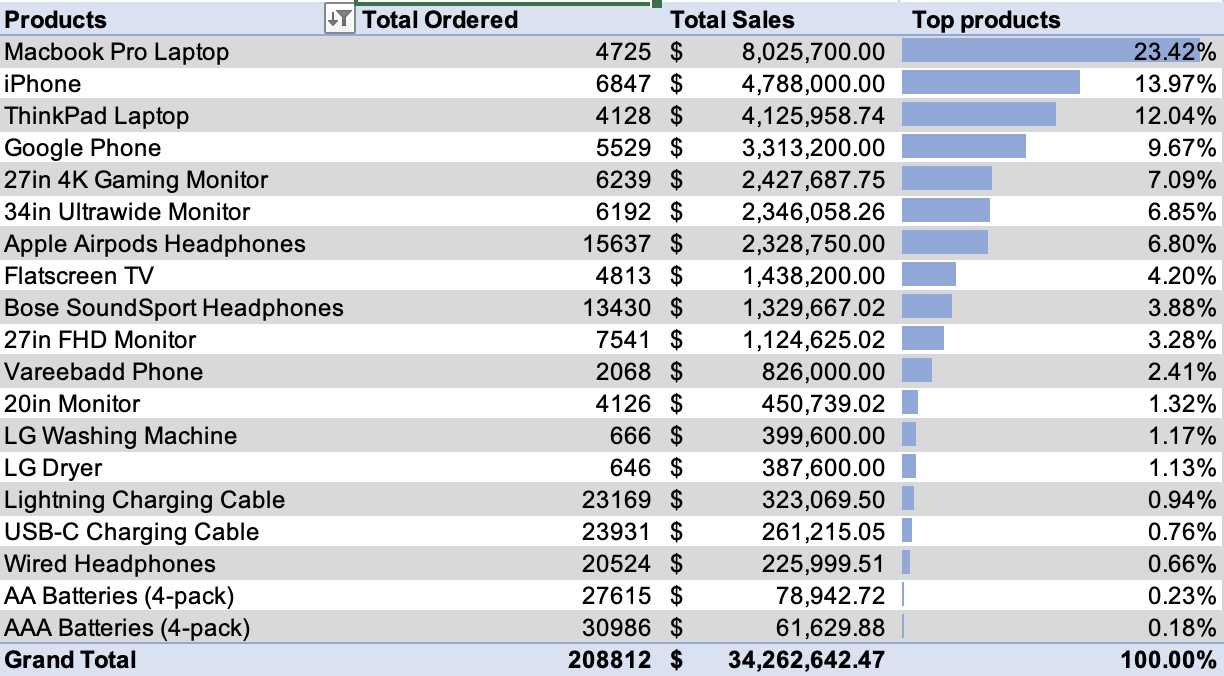 Products Total Ordered Total Sales Top products
Macbook Pro Laptop 4725 $ 8,025,700.00 23.42%
iPhone 6847 $ 4,788,000.00 13.97%
ThinkPad Laptop 4128 $ 4,125,958.74 12.04%
Google Phone 5529 $ 3,313,200.00 9.67%
27in 4K Gaming Monitor 6239 $ 2,427,687.75 7.09%
34in Ultrawide Monitor 6192 $ 2,346,058.26 6.85%
Apple Airpods Headphones 15637 $ 2,328,750.00 6.80%
Flatscreen TV 4813 $ 1,438,200.00 4.20%
Bose SoundSport Headphones 13430 $ 1,329,667.02 3.88%
27in FHD Monitor 7541 $ 1,124,625.02 3.28%
Vareebadd Phone 2068 $ 826,000.00 2.41%
20in Monitor 4126 $ 450,739.02 1.32%
LG Washing Machine 666 $ 399,600.00 1.17%
LG Dryer 646 $ 387,600.00 1.13%
Lightning Charging Cable 23169 $ 323,069.50 0.94%
USB-C Charging Cable 23931 $ 261,215.05 0.76%
Wired Headphones 20524 $ 225,999.51 0.66%
AA Batteries (4-pack) 27615 $ 78,942.72 0.23%
AAA Batteries (4-pack) 30986 $ 61,629.88 0.18%
Grand Total 208812 $ 34,262,642.47 100.00%